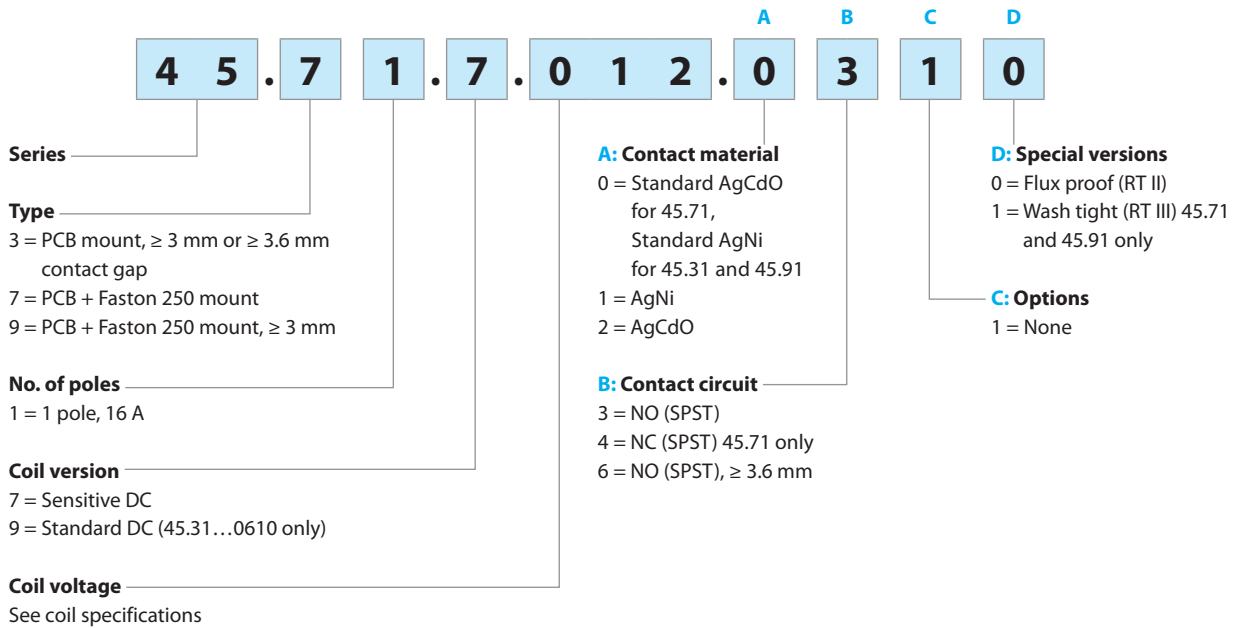 A B C D
4 5 . 7 1 . 7 . 0 1 2 . 0 3 1 0
Series
Type
3 = PCB mount, ≥ 3 mm or ≥ 3.6 mm
contact gap
7 = PCB + Faston 250 mount
9 = PCB + Faston 250 mount, ≥ 3 mm
No. of poles
1 = 1 pole, 16 A
Coil version
7 = Sensitive DC
9 = Standard DC (45.31…0610 only)
Coil voltage
See coil specifications
A: Contact material
0 = Standard AgCdO
for 45.71,
Standard AgNi
for 45.31 and 45.91
1 = AgNi
2 = AgCdO
B: Contact circuit
3 = NO (SPST)
4 = NC (SPST) 45.71 only
6 = NO (SPST), ≥ 3.6 mm
D: Special versions
0 = Flux proof (RT II)
1 = Wash tight (RT III) 45.71
and 45.91 only
C: Options
1 = None